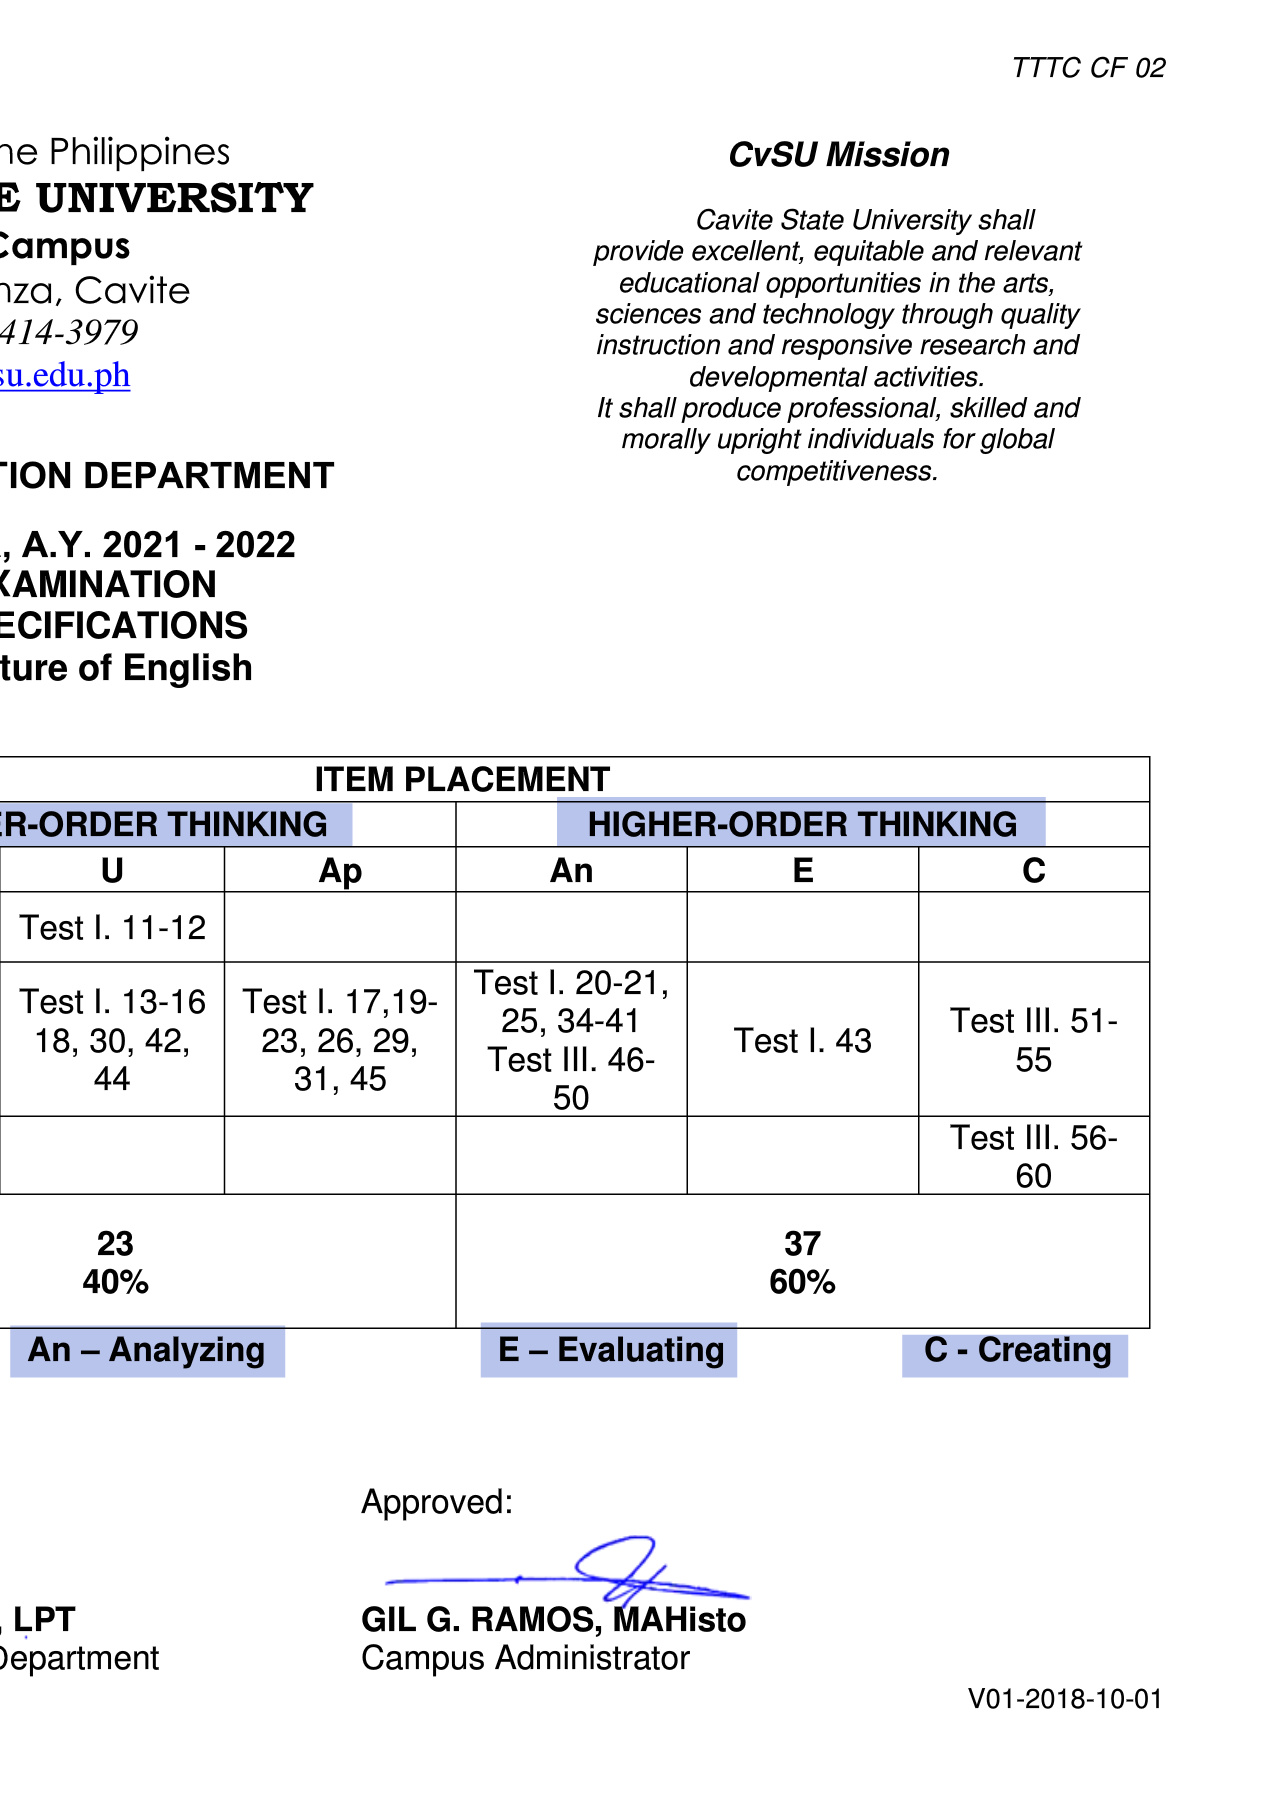 TTTC CF 02
ne Philippines
E UNIVERSITY
Campus
nza, Cavite
414-3979
su.edu.ph
TION DEPARTMENT
, A.Y. 2021 - 2022
XAMINATION
ECIFICATIONS
ture of English
CvSU Mission
Cavite State University shall
provide excellent, equitable and relevant
educational opportunities in the arts,
sciences and technology through quality
instruction and responsive research and
developmental activities.
It shall produce professional, skilled and
morally upright individuals for global
competitiveness.
ITEM PLACEMENT
ER-ORDER THINKING
HIGHER-ORDER THINKING
U
Ap
An
E
C
Test I. 11-12
Test I. 13-16
18, 30, 42,
44
Test I. 17,19-
23, 26, 29,
31, 45
Test I. 20-21,
25, 34-41
Test III. 46-
50
Test I. 43
Test III. 51-
55
Test III. 56-
60
23
40%
37
60%
An – Analyzing
E – Evaluating
C - Creating
Approved:
, LPT
Department
GIL G. RAMOS, MAHisto
Campus Administrator
V01-2018-10-01